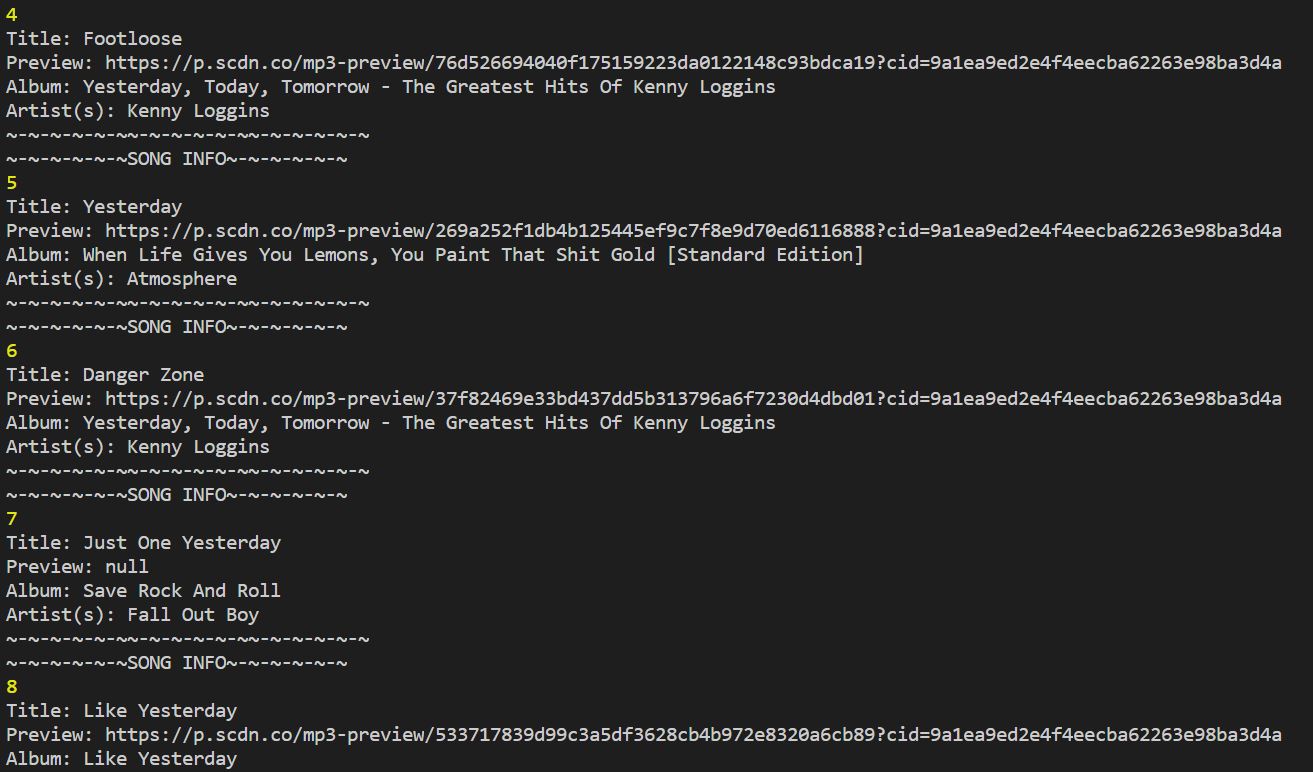 4
Title: Footloose
Preview: https://p.scdn.co/mp3-preview/76d526694040f175159223da0122148c93bdca19?cid=9a1ea9ed2e4f4eecba62263e98ba3d4a
Album: Yesterday, Today, Tomorrow - The Greatest Hits Of Kenny Loggins
Artist(s): Kenny Loggins
~-~-~-~-~-~~-~-~-~-~-~~-~-~-~-~-~
~-~-~-~-~-~SONG INFO~-~-~-~-~-~
5
Title: Yesterday
Preview: https://p.scdn.co/mp3-preview/269a252f1db4b125445ef9c7f8e9d70ed6116888?cid=9a1ea9ed2e4f4eecba62263e98ba3d4a
Album: When Life Gives You Lemons, You Paint That Shit Gold [Standard Edition]
Artist(s): Atmosphere
~-~-~-~-~-~~-~-~-~-~-~~-~-~-~-~-~
~-~-~-~-~-~SONG INFO~-~-~-~-~-~
6
Title: Danger Zone
Preview: https://p.scdn.co/mp3-preview/37f82469e33bd437dd5b313796a6f7230d4dbd01?cid=9a1ea9ed2e4f4eecba62263e98ba3d4a
Album: Yesterday, Today, Tomorrow - The Greatest Hits Of Kenny Loggins
Artist(s): Kenny Loggins
~-~-~-~-~-~~-~-~-~-~-~~-~-~-~-~-~
~-~-~-~-~-~SONG INFO~-~-~-~-~-~
7
Title: Just One Yesterday
Preview: null
Album: Save Rock And Roll
Artist(s): Fall Out Boy
~-~-~-~-~-~~-~-~-~-~-~~-~-~-~-~-~
~-~-~-~-~-~SONG INFO~-~-~-~-~-~
8
Title: Like Yesterday
Preview: https://p.scdn.co/mp3-preview/533717839d99c3a5df3628cb4b972e8320a6cb89?cid=9a1ea9ed2e4f4eecba62263e98ba3d4a
Album: Like Yesterday